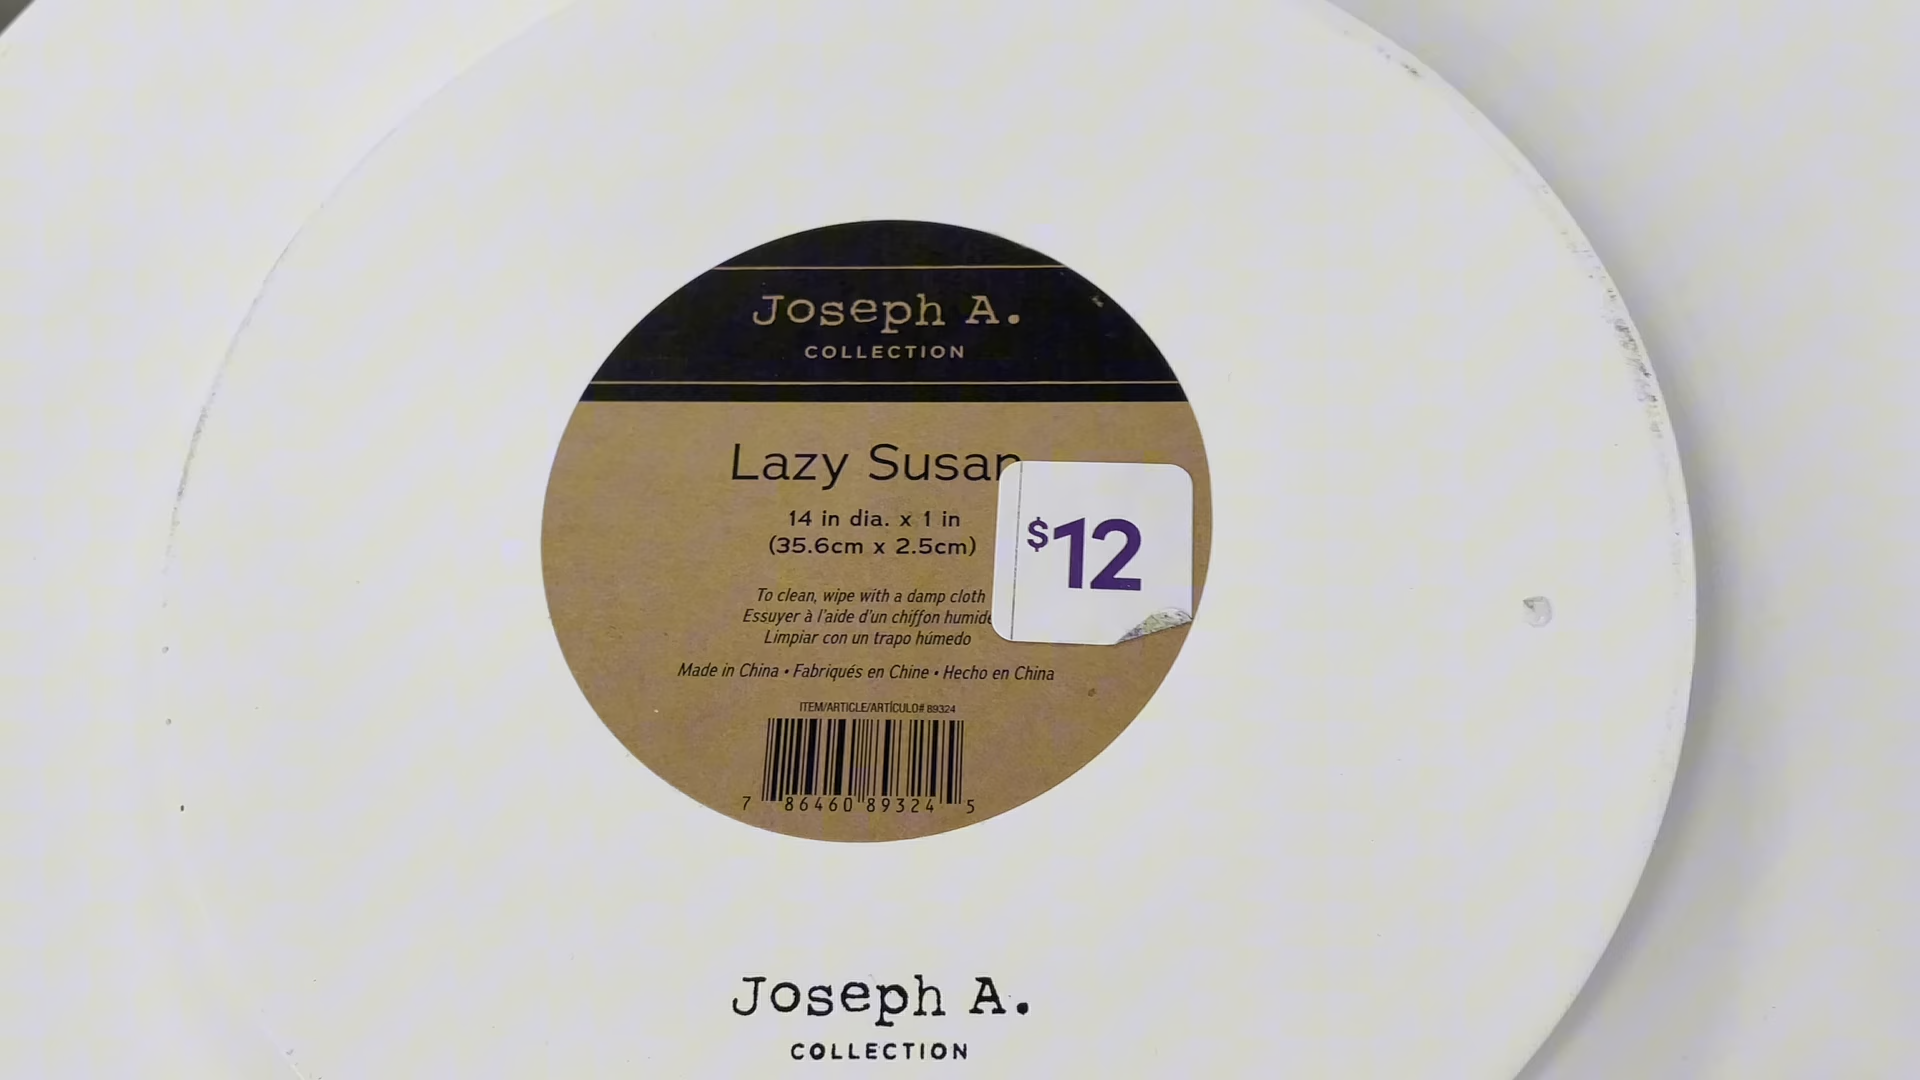 Joseph A.
COLLECTION
Lazy Susan
14 in dia. x 1 in
(35.6cm x 2.5cm)
$12
To clean, wipe with a damp cloth
Essuyer à l'aide d'un chiffon humide
Limpiar con un trapo húmedo
Made in China • Fabriqués en Chine • Hecho en China
ITEM/ARTICLE/ARTÍCULO# 89324
7 86460 89324 5
Joseph A.
COLLECTION